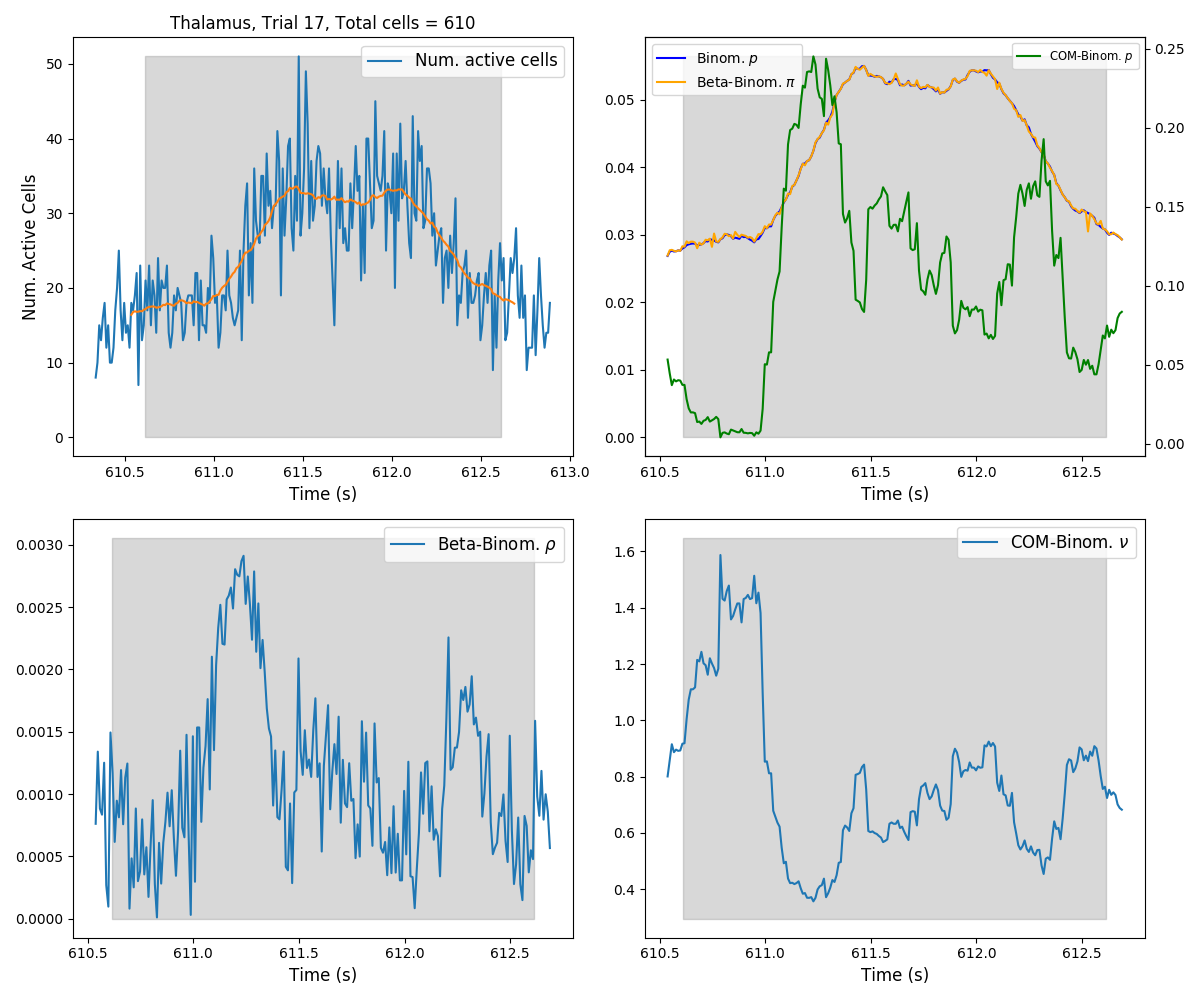 Thalamus, Trial 17, Total cells = 610
Num. active cells
50
40
30
20
10
0
Num. Active Cells
610.5 611.0 611.5 612.0 612.5 613.0
Time (s)
Binom. p
Beta-Binom. π
COM-Binom. p
0.05
0.04
0.03
0.02
0.01
0.00
0.25
0.20
0.15
0.10
0.05
0.00
610.5 611.0 611.5 612.0 612.5
Time (s)
Beta-Binom. ρ
0.0030
0.0025
0.0020
0.0015
0.0010
0.0005
0.0000
610.5 611.0 611.5 612.0 612.5
Time (s)
COM-Binom. ν
1.6
1.4
1.2
1.0
0.8
0.6
0.4
610.5 611.0 611.5 612.0 612.5
Time (s)